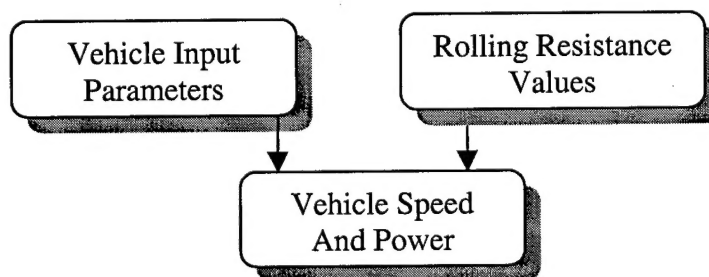 Vehicle Input
Parameters
Rolling Resistance
Values
Vehicle Speed
And Power